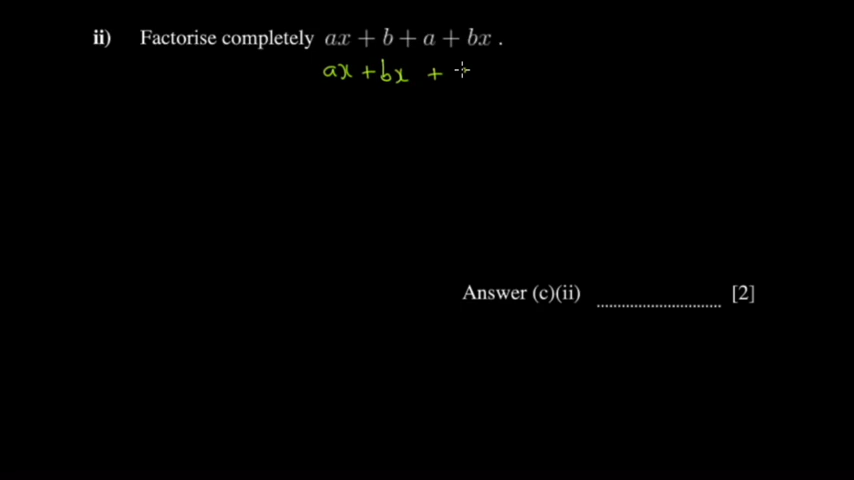 ii) Factorise completely ax + b + a + bx .
ax + bx +
Answer (c)(ii) .............................. [2]